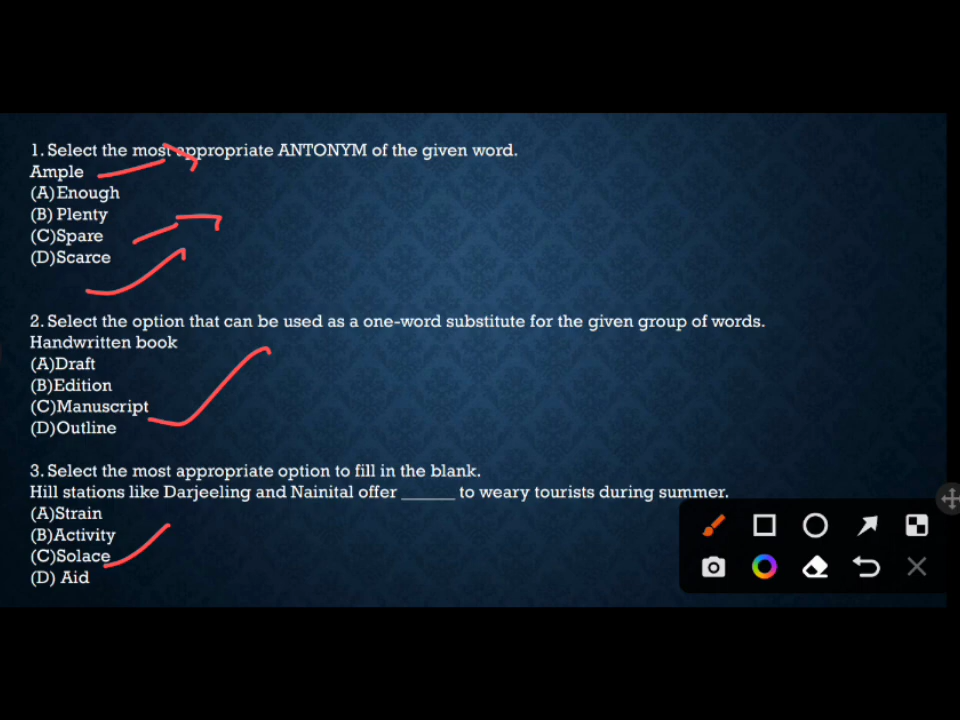 1. Select the most appropriate ANTONYM of the given word.
Ample
(A) Enough
(B) Plenty
(C)Spare
(D)Scarce
2. Select the option that can be used as a one-word substitute for the given group of words.
Handwritten book
(A)Draft
(B)Edition
(C)Manuscript
(D)Outline
3. Select the most appropriate option to fill in the blank.
Hill stations like Darjeeling and Nainital offer ______ to weary tourists during summer.
(A)Strain
(B)Activity
(C)Solace
(D) Aid